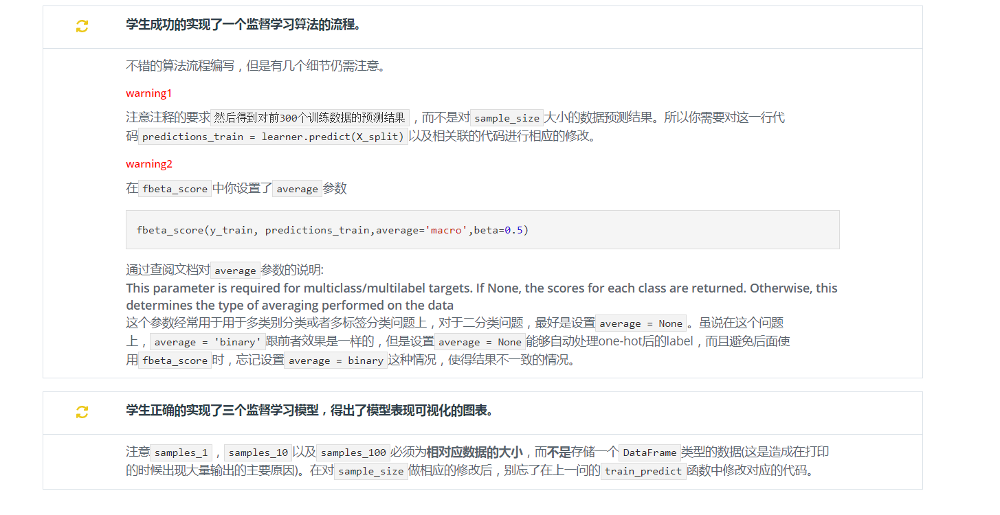 学生成功的实现了一个监督学习算法的流程。
不错的算法流程编写，但是有几个细节仍需注意。
warning1
注意注释的要求 然后得到对前300个训练数据的预测结果 ，而不是对 sample_size 大小的数据预测结果。所以你需要对这一行代
码 predictions_train = learner.predict(X_split) 以及相关联的代码进行相应的修改。
warning2
在 fbeta_score 中你设置了 average 参数
fbeta_score(y_train, predictions_train,average='macro',beta=0.5)
通过查阅文档对 average 参数的说明:
This parameter is required for multiclass/multilabel targets. If None, the scores for each class are returned. Otherwise, this
determines the type of averaging performed on the data
这个参数经常用于用于多类别分类或者多标签分类问题上，对于二分类问题，最好是设置 average = None 。虽说在这个问题
上， average = 'binary' 跟前者效果是一样的，但是设置 average = None 能够自动处理one-hot后的label，而且避免后面使
用 fbeta_score 时，忘记设置 average = binary 这种情况，使得结果不一致的情况。
学生正确的实现了三个监督学习模型，得出了模型表现可视化的图表。
注意 samples_1 ， samples_10 以及 samples_100 必须为相对应数据的大小，而不是存储一个 DataFrame 类型的数据(这是造成在打印
的时候出现大量输出的主要原因)。在对 sample_size 做相应的修改后，别忘了在上一问的 train_predict 函数中修改对应的代码。